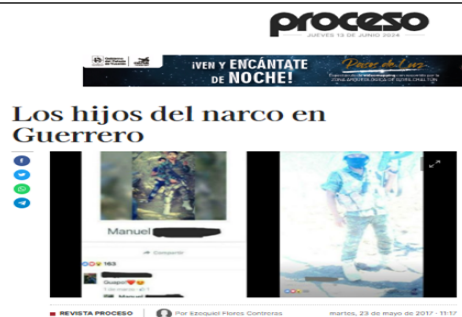 proceso
JUEVES 13 DE JUNIO 2024
¡VEN Y ENCÁNTATE
DE NOCHE!
Los hijos del narco en
Guerrero
Manuel
Compartir
163
Guapo!
Manuel
REVISTA PROCESO
Por Ezequiel Flores Contreras
martes, 23 de mayo de 2017 · 11:17